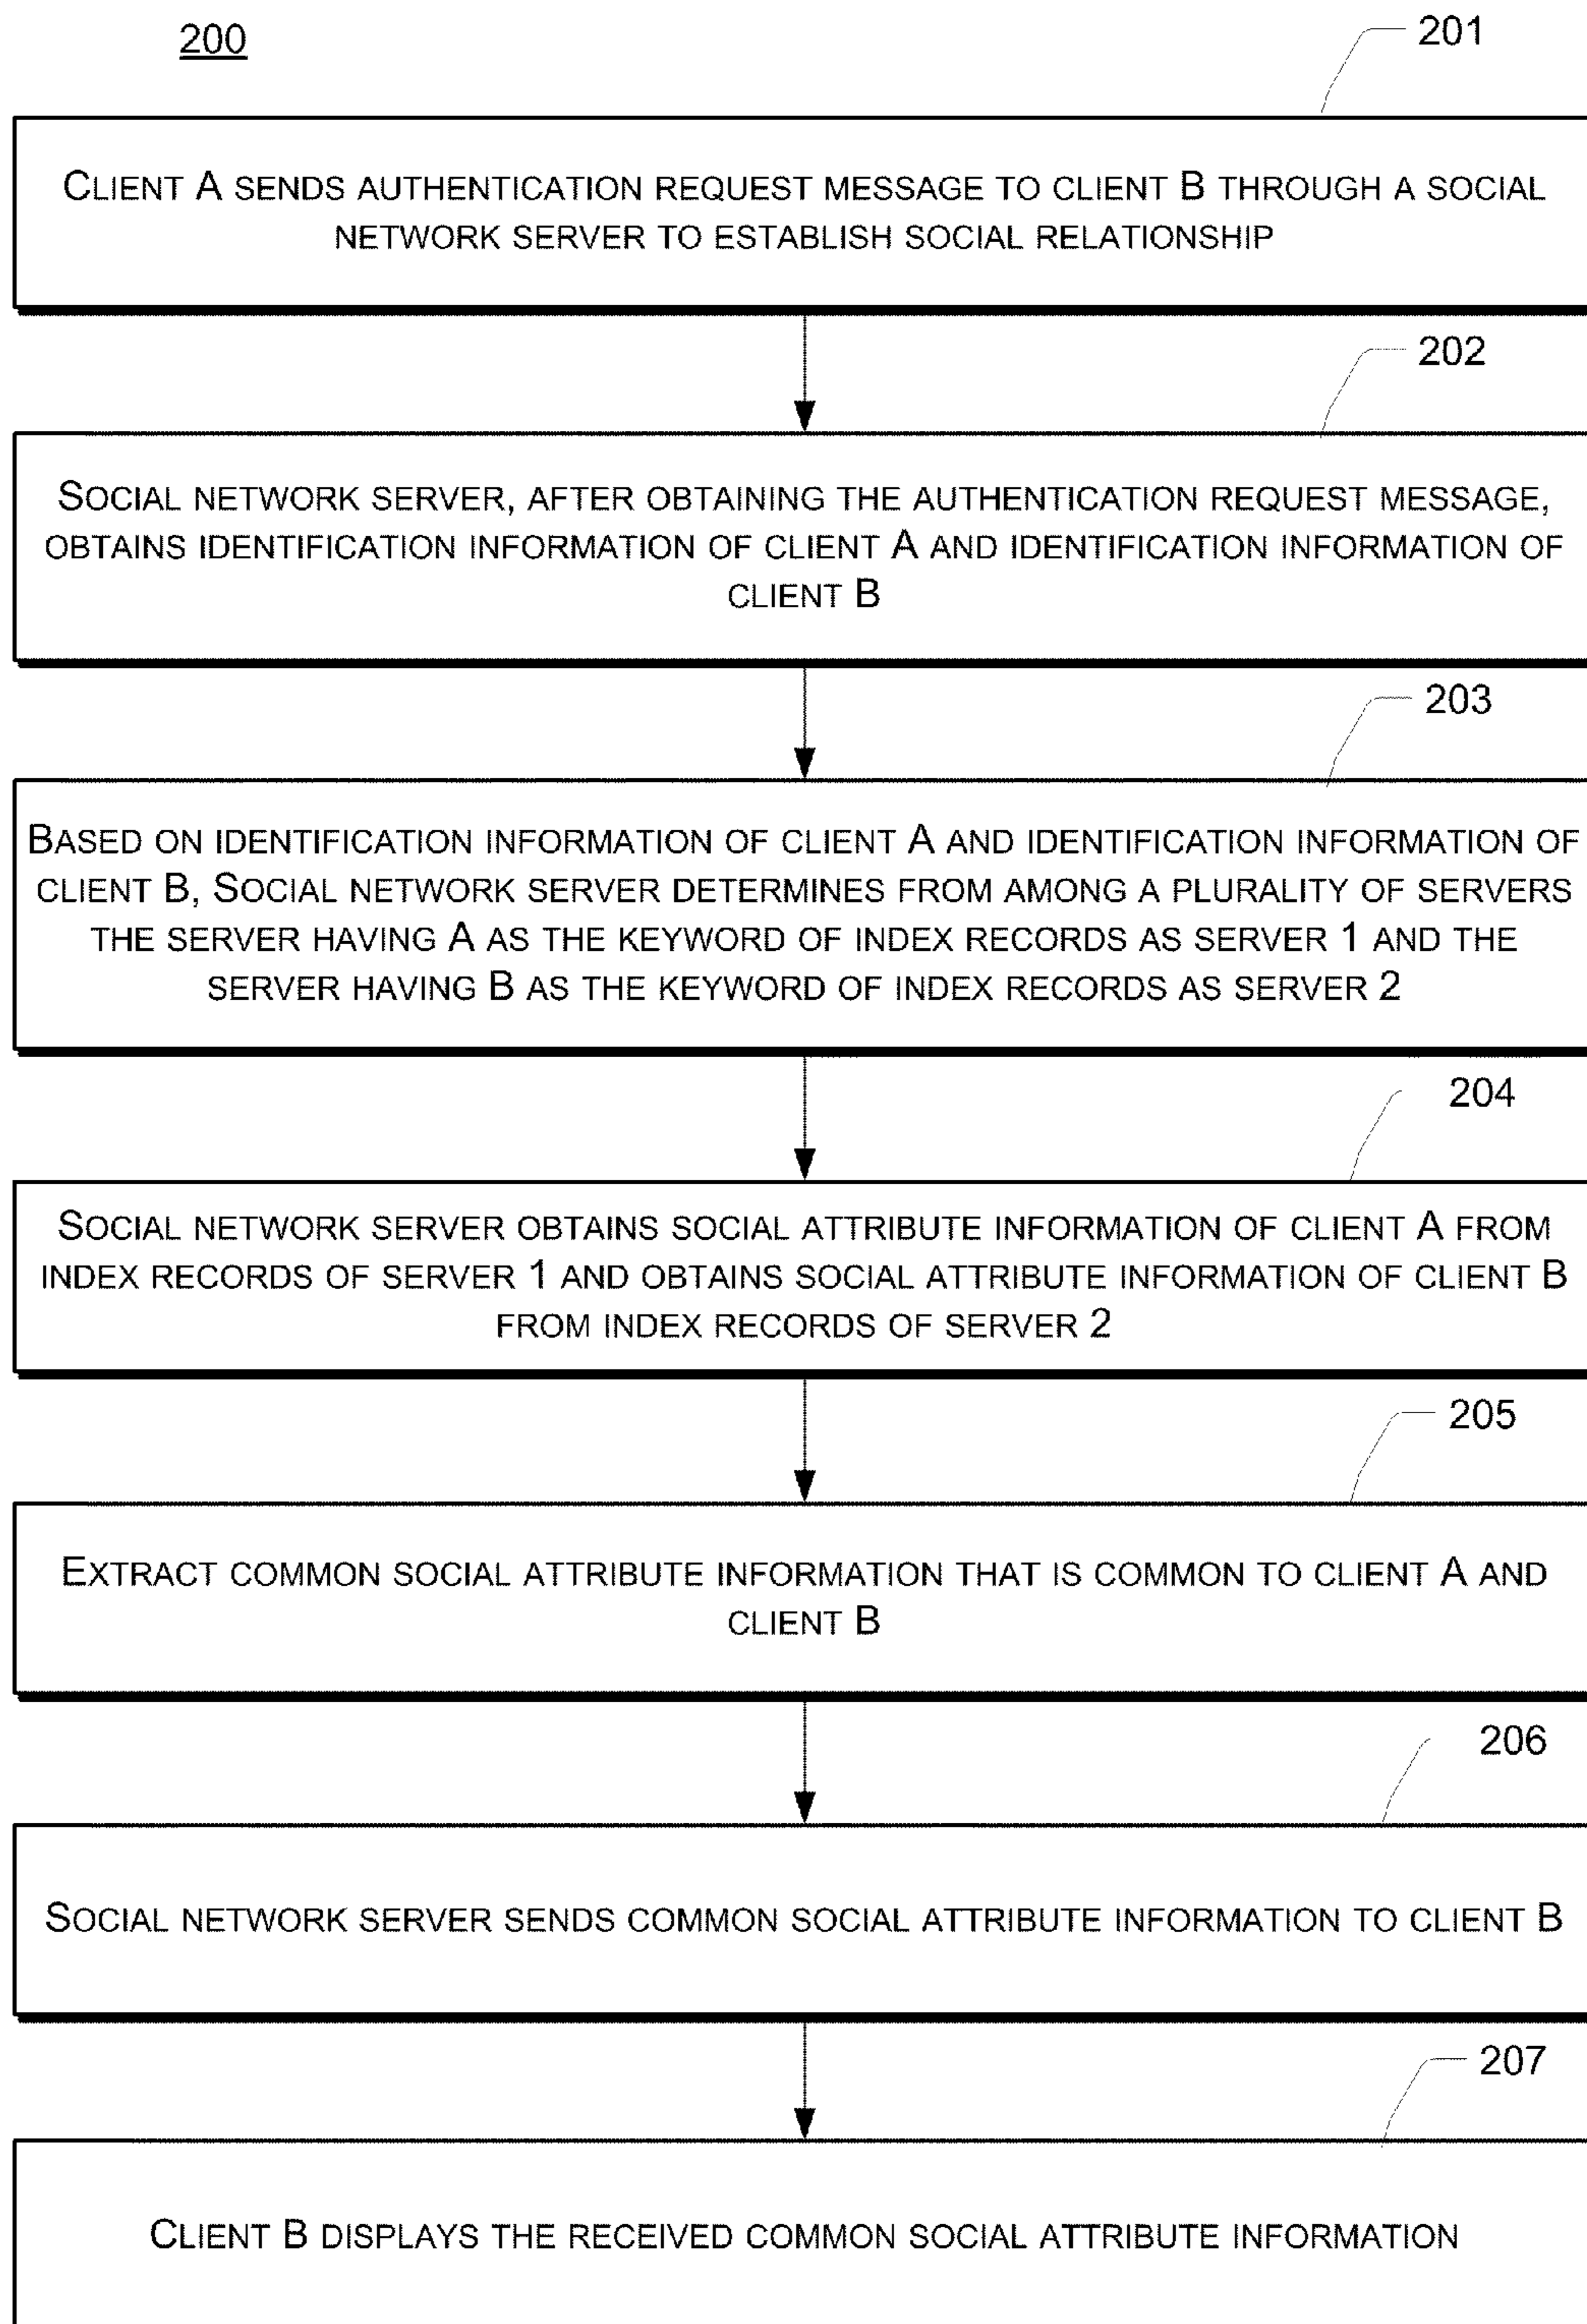 200
201
CLIENT A SENDS AUTHENTICATION REQUEST MESSAGE TO CLIENT B THROUGH A SOCIAL
NETWORK SERVER TO ESTABLISH SOCIAL RELATIONSHIP
202
SOCIAL NETWORK SERVER, AFTER OBTAINING THE AUTHENTICATION REQUEST MESSAGE,
OBTAINS IDENTIFICATION INFORMATION OF CLIENT A AND IDENTIFICATION INFORMATION OF
CLIENT B
203
BASED ON IDENTIFICATION INFORMATION OF CLIENT A AND IDENTIFICATION INFORMATION OF
CLIENT B, SOCIAL NETWORK SERVER DETERMINES FROM AMONG A PLURALITY OF SERVERS
THE SERVER HAVING A AS THE KEYWORD OF INDEX RECORDS AS SERVER 1 AND THE
SERVER HAVING B AS THE KEYWORD OF INDEX RECORDS AS SERVER 2
204
SOCIAL NETWORK SERVER OBTAINS SOCIAL ATTRIBUTE INFORMATION OF CLIENT A FROM
INDEX RECORDS OF SERVER 1 AND OBTAINS SOCIAL ATTRIBUTE INFORMATION OF CLIENT B
FROM INDEX RECORDS OF SERVER 2
205
EXTRACT COMMON SOCIAL ATTRIBUTE INFORMATION THAT IS COMMON TO CLIENT A AND
CLIENT B
206
SOCIAL NETWORK SERVER SENDS COMMON SOCIAL ATTRIBUTE INFORMATION TO CLIENT B
207
CLIENT B DISPLAYS THE RECEIVED COMMON SOCIAL ATTRIBUTE INFORMATION